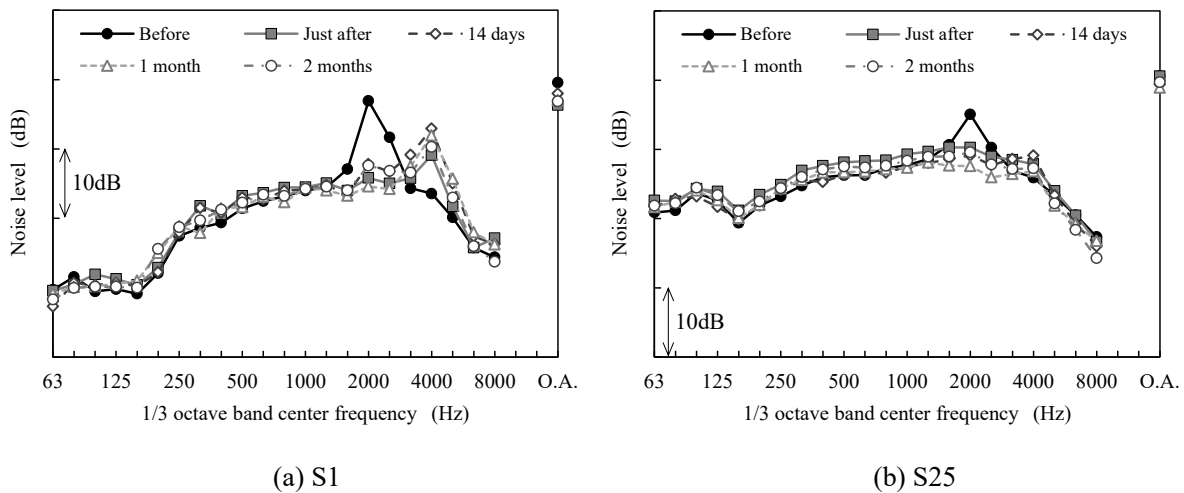 Before Just after 14 days
1 month 2 months
Noise level (dB)
10dB
63 125 250 500 1000 2000 4000 8000 O.A.
1/3 octave band center frequency (Hz)
(a) S1
Before Just after 14 days
1 month 2 months
Noise level (dB)
10dB
63 125 250 500 1000 2000 4000 8000 O.A.
1/3 octave band center frequency (Hz)
(b) S25